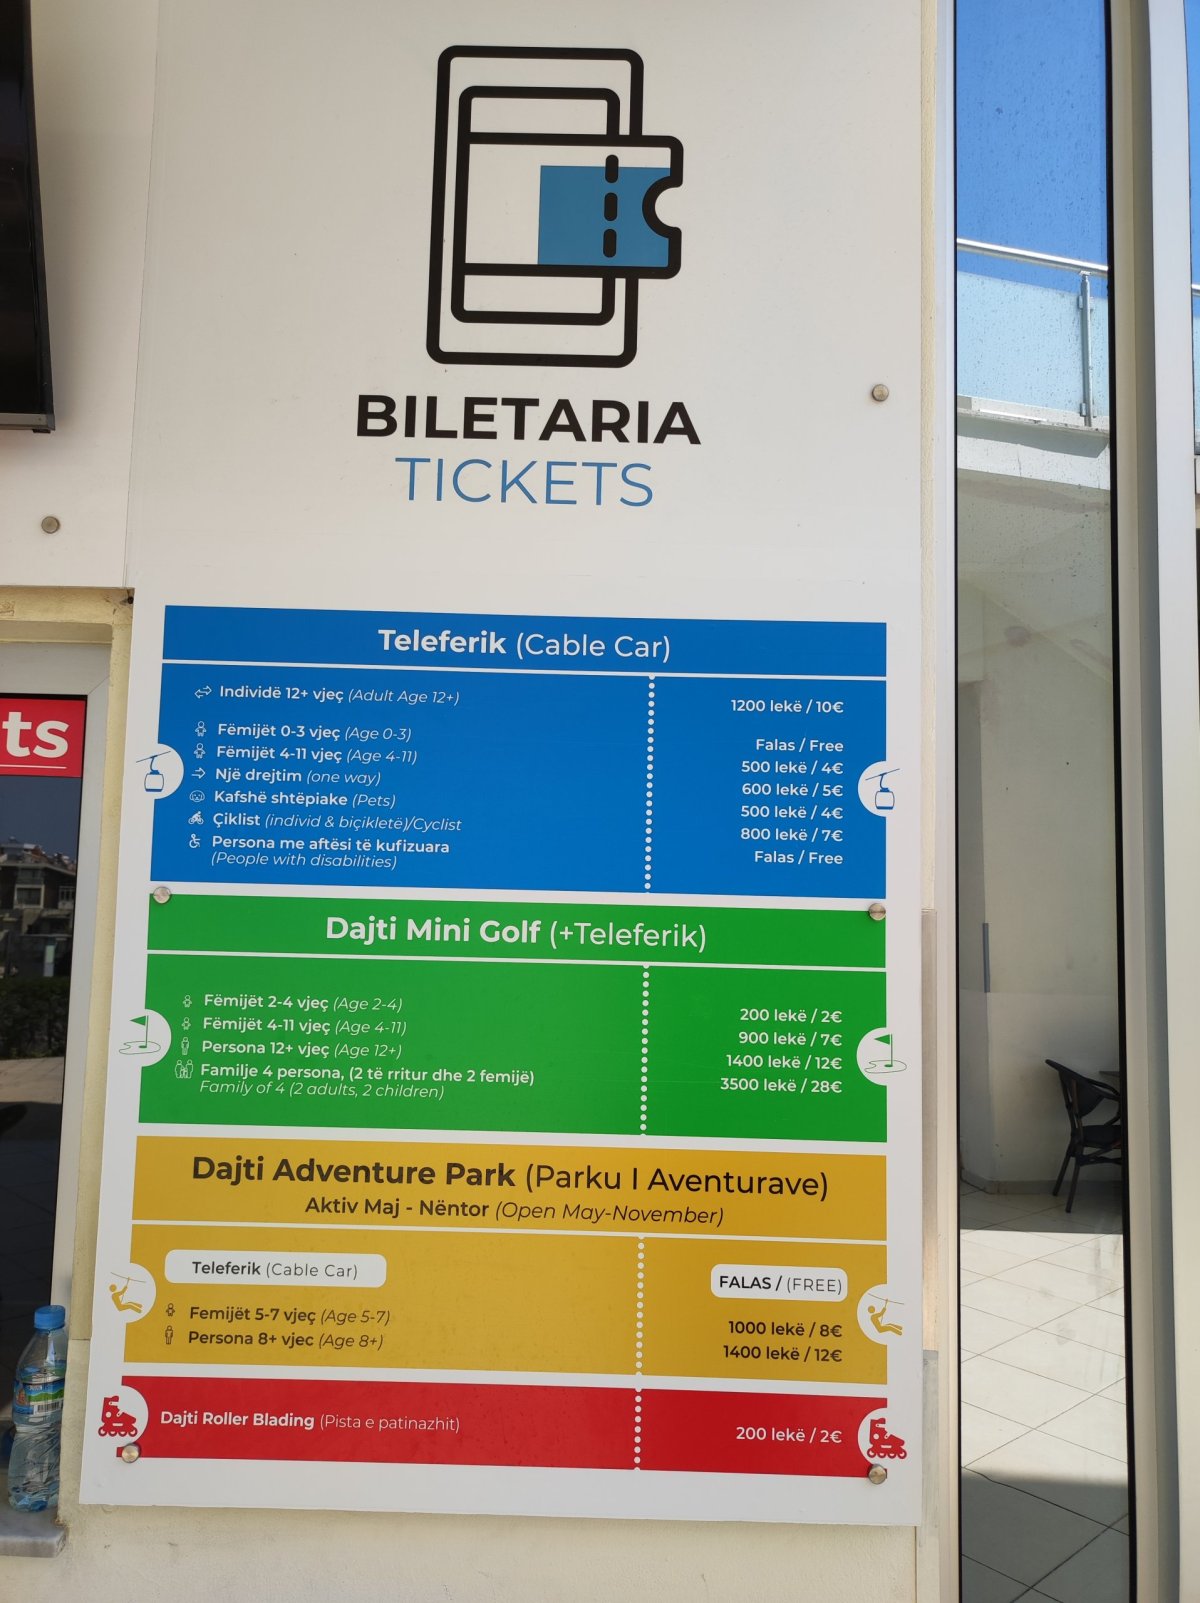 BILETARIA
TICKETS
ts
Teleferik (Cable Car)
Individë 12+ vjeç (Adult Age 12+) 1200 lekë / 10€
Fëmijët 0-3 vjeç (Age 0-3) Falas / Free
Fëmijët 4-11 vjeç (Age 4-11) 500 lekë / 4€
Një drejtim (one way) 600 lekë / 5€
Kafshë shtëpiake (Pets) 500 lekë / 4€
Çiklist (individ & biçikletë)/Cyclist 800 lekë / 7€
Persona me aftësi të kufizuara Falas / Free
(People with disabilities)
Dajti Mini Golf (+Teleferik)
Fëmijët 2-4 vjeç (Age 2-4) 200 lekë / 2€
Fëmijët 4-11 vjeç (Age 4-11) 900 lekë / 7€
Persona 12+ vjeç (Age 12+) 1400 lekë / 12€
Familje 4 persona, (2 të rritur dhe 2 femijë) 3500 lekë / 28€
Family of 4 (2 adults, 2 children)
Dajti Adventure Park (Parku I Aventurave)
Aktiv Maj - Nëntor (Open May-November)
Teleferik (Cable Car) FALAS / (FREE)
Femijët 5-7 vjeç (Age 5-7) 1000 lekë / 8€
Persona 8+ vjeç (Age 8+) 1400 lekë / 12€
Dajti Roller Blading (Pista e patinazhit) 200 lekë / 2€